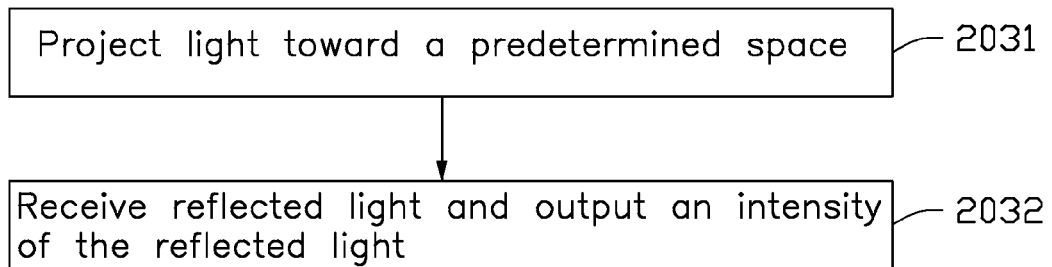 Project light toward a predetermined space
2031
Receive reflected light and output an intensity
of the reflected light
2032